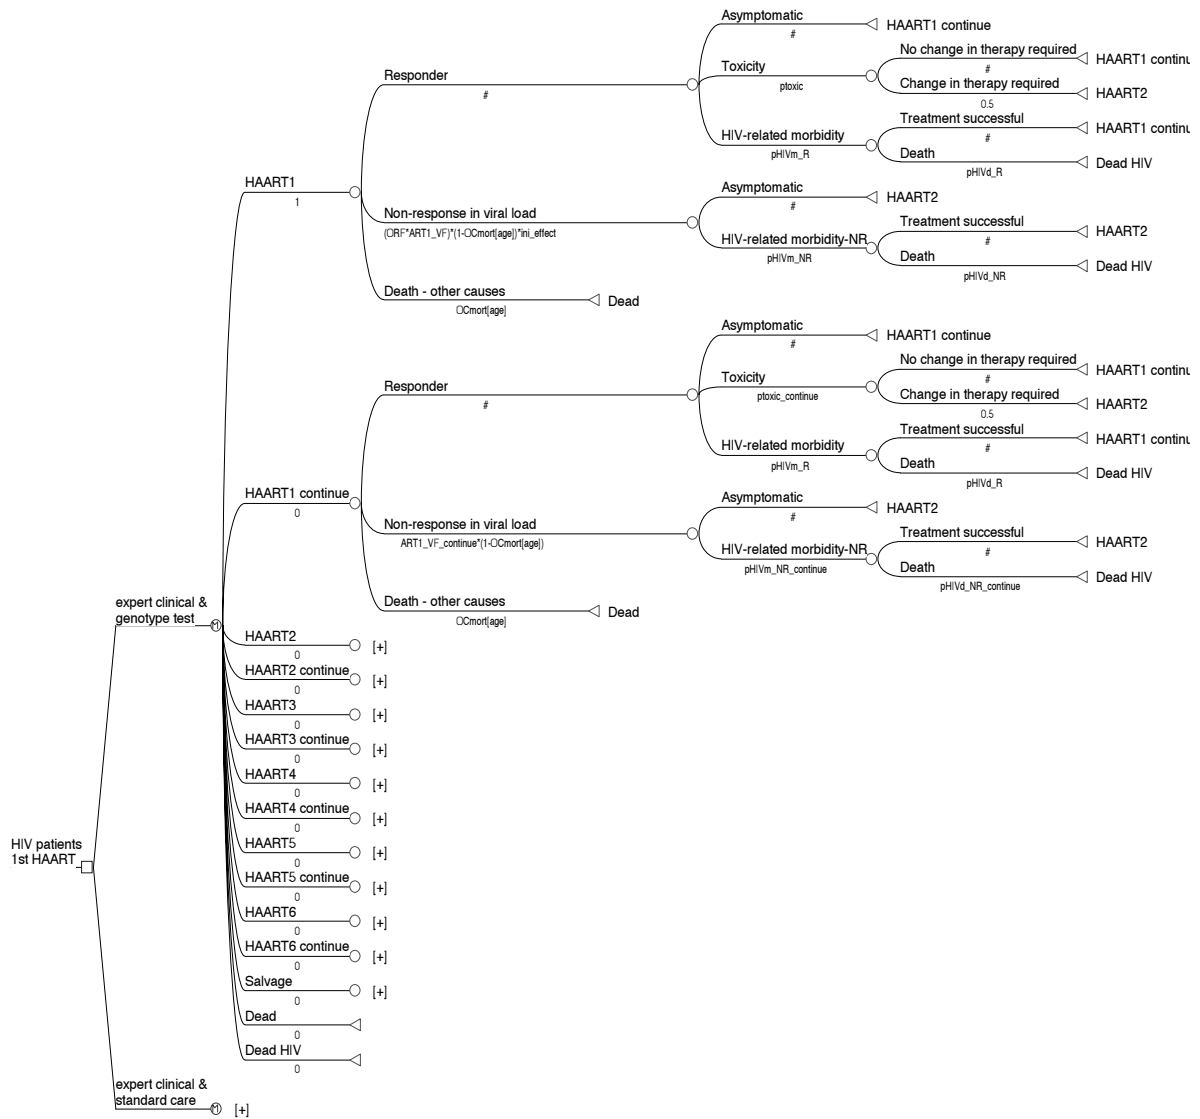 Asymptomatic
#
HAART1 continue
Responder
#
Toxicity
ptoxic
No change in therapy required
#
HAART1 continu
Change in therapy required
0.5
HAART2
HIV-related morbidity
pHIVm_R
Treatment successful
#
HAART1 continu
Death
pHIVd_R
Dead HIV
HAART1
1
Non-response in viral load
(ORF*ART1_VF)*(1-OCmort[age])*ini_effect
Asymptomatic
#
HAART2
HIV-related morbidity-NR
pHIVm_NR
Treatment successful
#
HAART2
Death
pHIVd_NR
Dead HIV
Death - other causes
OCmort[age]
Dead
Asymptomatic
#
HAART1 continue
Responder
#
Toxicity
ptoxic_continue
No change in therapy required
#
HAART1 continu
Change in therapy required
0.5
HAART2
HIV-related morbidity
pHIVm_R
Treatment successful
#
HAART1 continu
Death
pHIVd_R
Dead HIV
HAART1 continue
0
Non-response in viral load
ART1_VF_continue*(1-OCmort[age])
Asymptomatic
#
HAART2
HIV-related morbidity-NR
pHIVm_NR_continue
Treatment successful
#
HAART2
Death
pHIVd_NR_continue
Dead HIV
Death - other causes
OCmort[age]
Dead
expert clinical &
genotype test
M
HAART2
0
[+]
HAART2 continue
0
[+]
HAART3
0
[+]
HAART3 continue
0
[+]
HAART4
0
[+]
HAART4 continue
0
[+]
HAART5
0
[+]
HAART5 continue
0
[+]
HAART6
0
[+]
HAART6 continue
0
[+]
Salvage
0
[+]
Dead
0
Dead HIV
0
HIV patients
1st HAART
expert clinical &
standard care
M
[+]